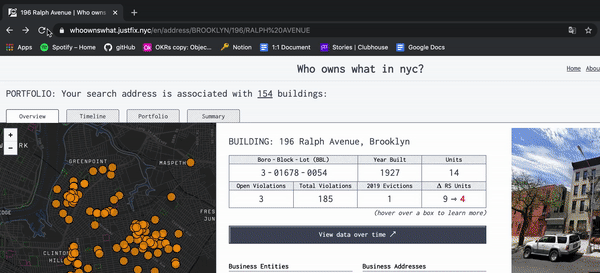 196 Ralph Avenue | Who owns
whoownswhat.justfix.nyc/en/address/BROOKLYN/196/RALPH%20AVENUE
Apps Spotify – Home gitHub OKRs copy: Objec... Notion 1:1 Document Stories | Clubhouse Google Docs
Who owns what in nyc?
Home Abou
PORTFOLIO: Your search address is associated with 154 buildings:
Overview Timeline Portfolio Summary
+
−
GREENPOINT
MASPETH
FRES
JUN
CLINTON
HILL
BUILDING: 196 Ralph Avenue, Brooklyn
Boro-Block-Lot (BBL) Year Built Units
3-01678-0054 1927 14
Open Violations Total Violations 2019 Evictions Δ RS Units
3 185 1 9 → 4
(hover over a box to learn more)
View data over time ↗
Business Entities Business Addresses